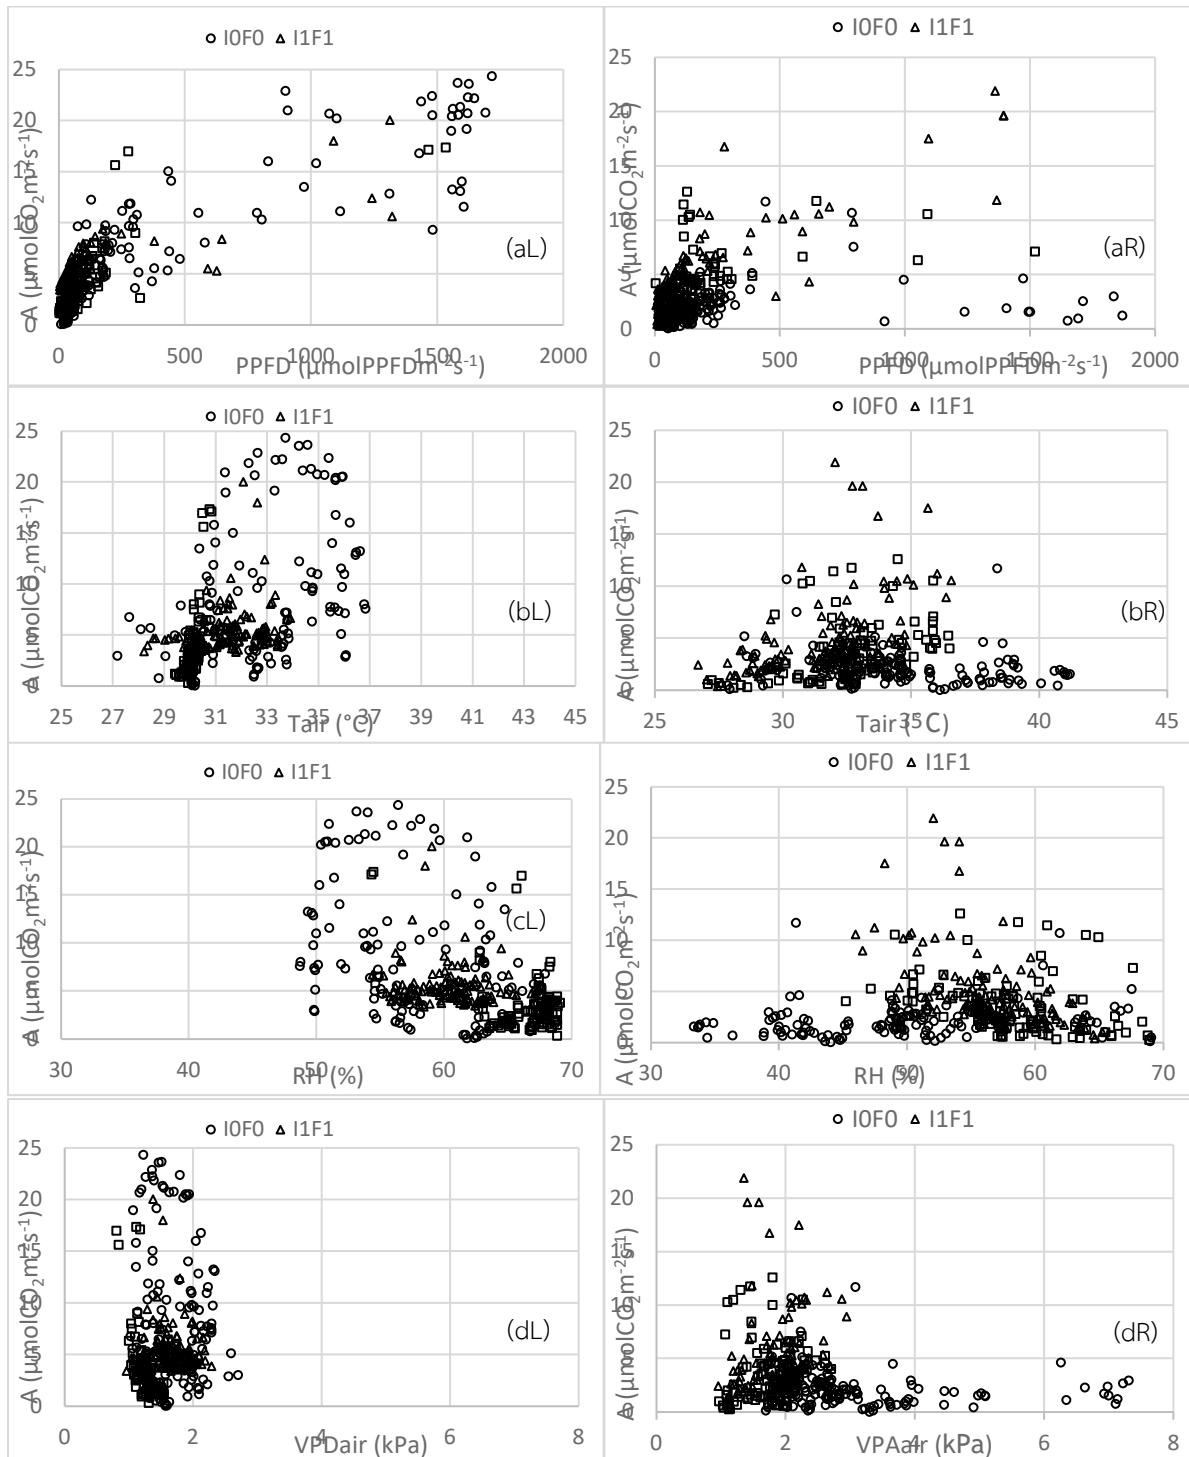 I0F0 I1F1
25
20
15
10
5
0
A (µmolCO2m-2s-1)
(aL)
0 500 1000 1500 2000
PPFD (µmolPPFDm-2s-1)
I0F0 I1F1
25
20
15
10
5
0
A (µmolCO2m-2s-1)
(aR)
0 500 1000 1500 2000
PPFD (µmolPPFDm-2s-1)
I0F0 I1F1
25
20
15
10
5
0
A (µmolCO2m-2s-1)
(bL)
25 27 29 31 33 35 37 39 41 43 45
Tair (°C)
I0F0 I1F1
25
20
15
10
5
0
A (µmolCO2m-2s-1)
(bR)
25 30 35 40 45
Tair (° C)
I0F0 I1F1
25
20
15
10
5
0
A (µmolCO2m-2s-1)
(cL)
30 40 50 60 70
RH (%)
I0F0 I1F1
25
20
15
10
5
0
A (µmolCO2m-2s-1)
(cR)
30 40 50 60 70
RH (%)
I0F0 I1F1
25
20
15
10
5
0
A (µmolCO2m-2s-1)
(dL)
0 2 4 6 8
VPDair (kPa)
I0F0 I1F1
25
20
15
10
5
0
A (µmolCO2m-2s-1)
(dR)
0 2 4 6 8
VPAair (kPa)